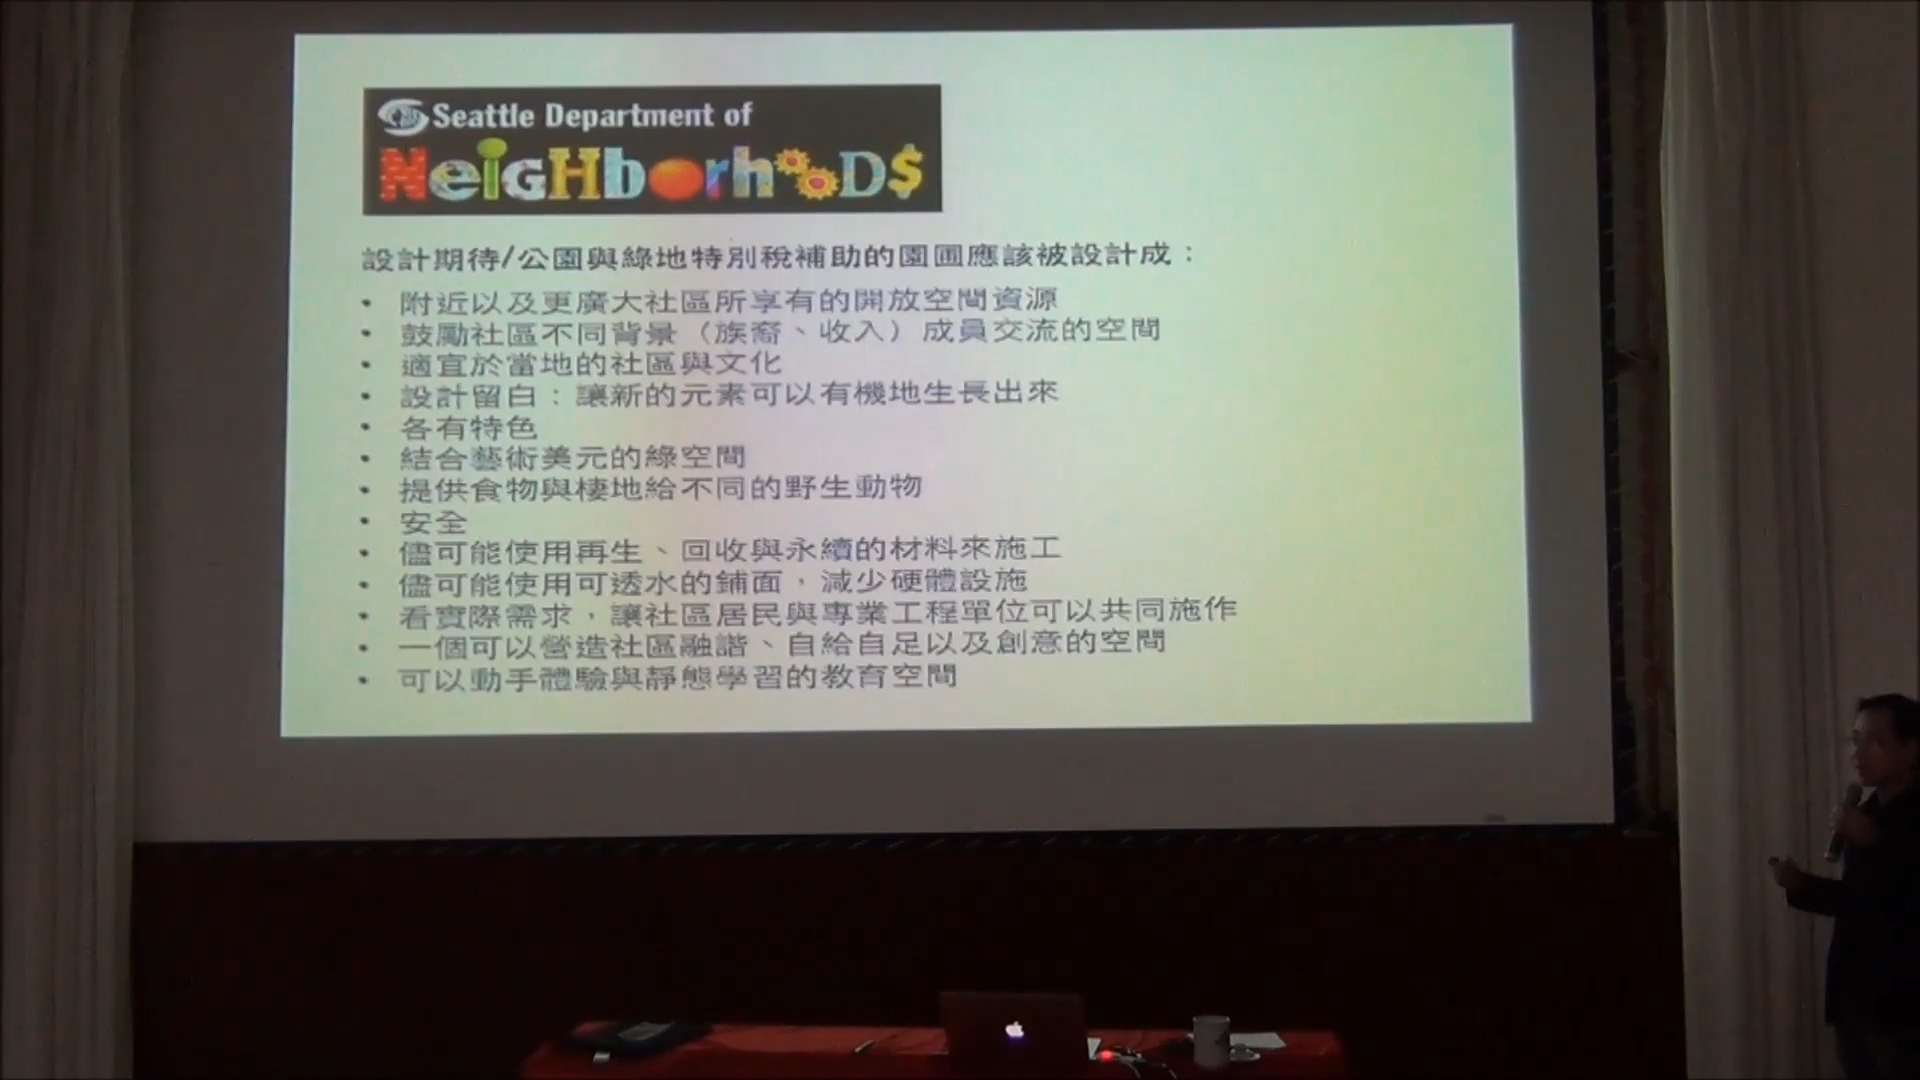 Seattle Department of
NeigHborhooD$
設計期待/公園與綠地特別稅補助的園圃應該被設計成：
• 附近以及更廣大社區所享有的開放空間資源
• 鼓勵社區不同背景（族裔、收入）成員交流的空間
• 適宜於當地的社區與文化
• 設計留白：讓新的元素可以有機地生長出來
• 各有特色
• 結合藝術美元的綠空間
• 提供食物與棲地給不同的野生動物
• 安全
• 儘可能使用再生、回收與永續的材料來施工
• 儘可能使用可透水的鋪面，減少硬體設施
• 看實際需求，讓社區居民與專業工程單位可以共同施作
• 一個可以營造社區融諧、自給自足以及創意的空間
• 可以動手體驗與靜態學習的教育空間